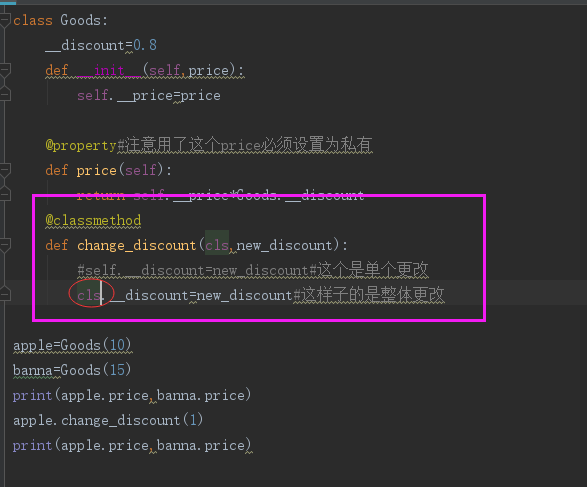 class Goods:
    __discount=0.8
    def __init__(self,price):
        self.__price=price
    @property#注意用了这个price必须设置为私有
    def price(self):
        return self.__price*Goods.__discount
    @classmethod
    def change_discount(cls,new_discount):
        #self.__discount=new_discount#这个是单个更改
        cls.__discount=new_discount#这样子的是整体更改
apple=Goods(10)
banna=Goods(15)
print(apple.price,banna.price)
apple.change_discount(1)
print(apple.price,banna.price)